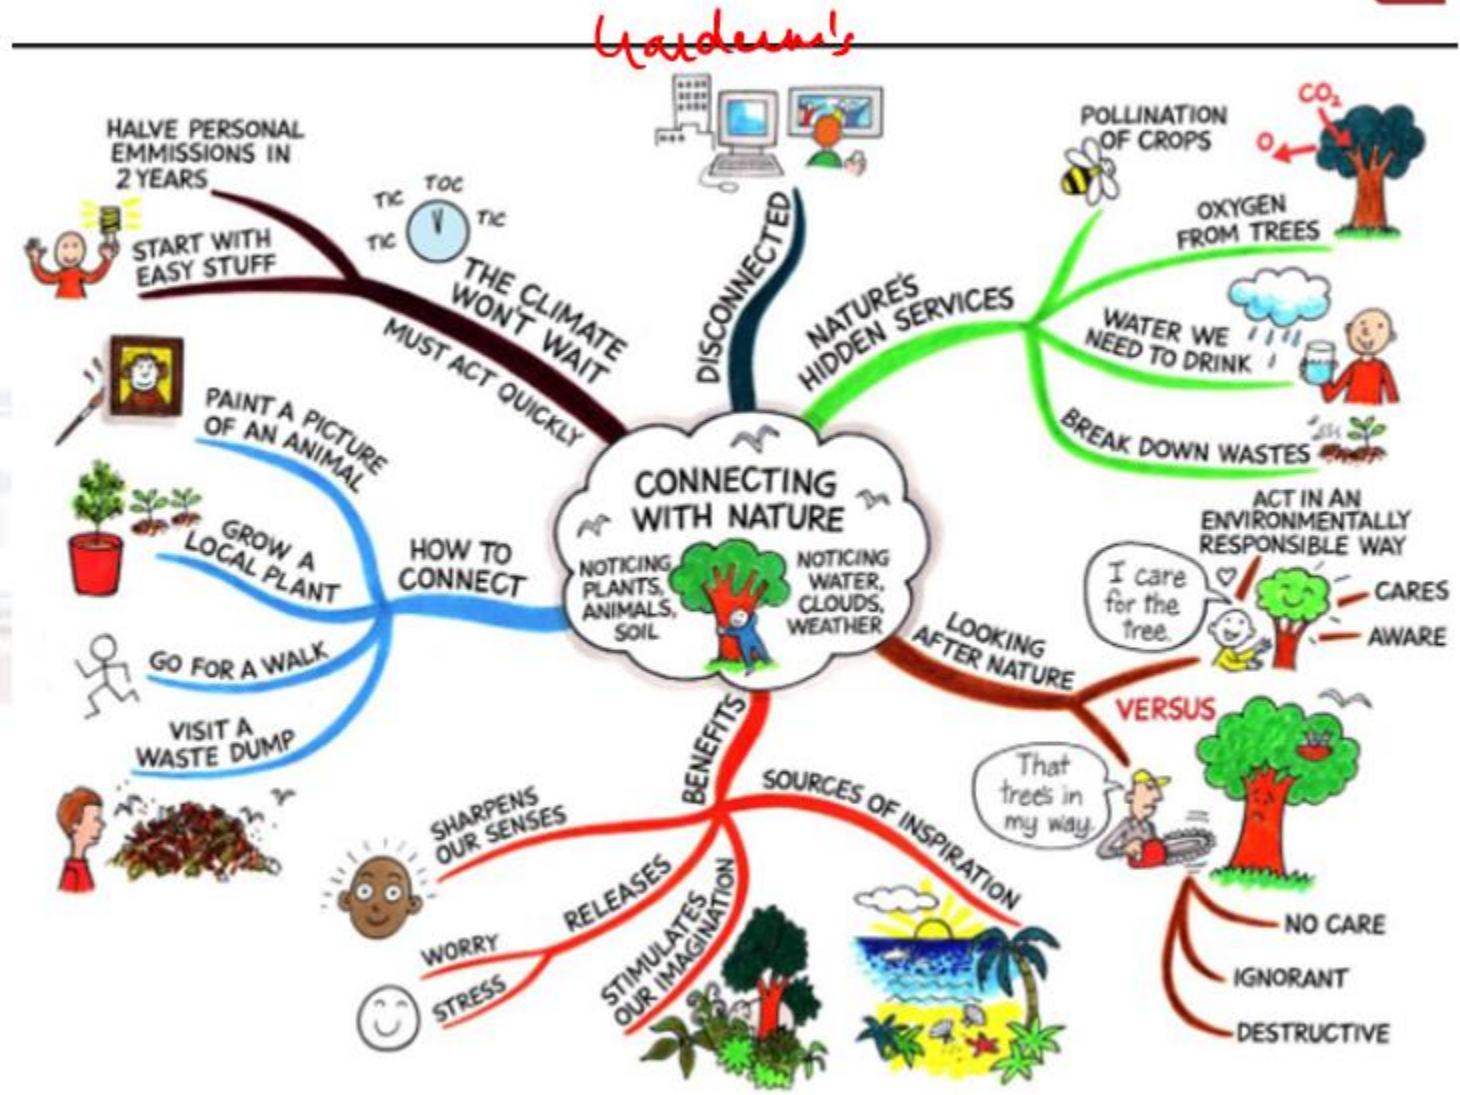 HALVE PERSONAL
EMMISSIONS IN
2 YEARS
START WITH
EASY STUFF
TIC
TOC
TIC
TIC
THE CLIMATE
WON'T WAIT
MUST ACT QUICKLY
DISCONNECTED
NATURE'S
HIDDEN SERVICES
POLLINATION
OF CROPS
CO₂
O
OXYGEN
FROM TREES
WATER WE
NEED TO DRINK
BREAK DOWN WASTES
PAINT A PICTURE
OF AN ANIMAL
GROW A
LOCAL PLANT
HOW TO
CONNECT
GO FOR A WALK
VISIT A
WASTE DUMP
CONNECTING
WITH NATURE
NOTICING
PLANTS,
ANIMALS,
SOIL
NOTICING
WATER,
CLOUDS,
WEATHER
LOOKING
AFTER NATURE
ACT IN AN
ENVIRONMENTALLY
RESPONSIBLE WAY
I care
for the
tree.
CARES
AWARE
VERSUS
That
tree's in
my way.
NO CARE
IGNORANT
DESTRUCTIVE
BENEFITS
SHARPENS
OUR SENSES
RELEASES
WORRY
STRESS
STIMULATES
OUR IMAGINATION
SOURCES OF INSPIRATION